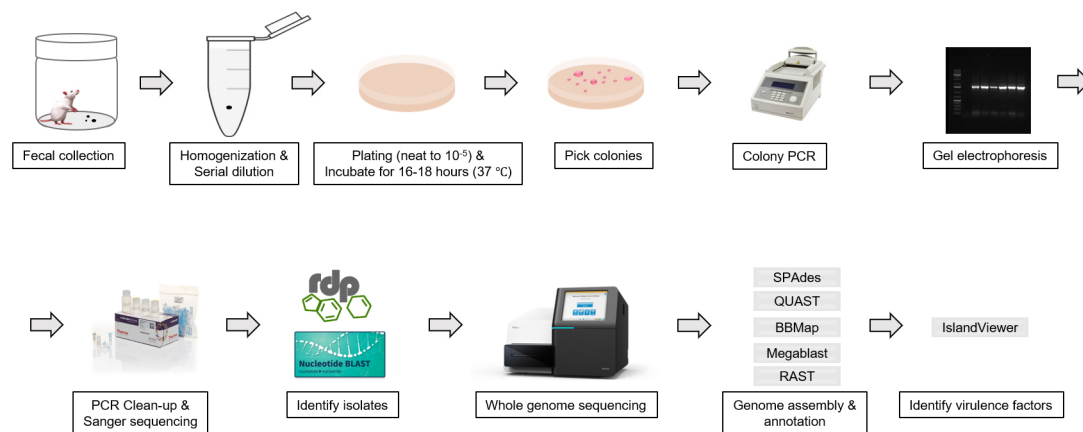 Fecal collection
Homogenization &
Serial dilution
Plating (neat to 10⁻⁵) &
Incubate for 16-18 hours (37 ℃)
Pick colonies
Colony PCR
Gel electrophoresis
rdp
Nucleotide BLAST
SPAdes
QUAST
BBMap
Megablast
RAST
IslandViewer
PCR Clean-up &
Sanger sequencing
Identify isolates
Whole genome sequencing
Genome assembly &
annotation
Identify virulence factors